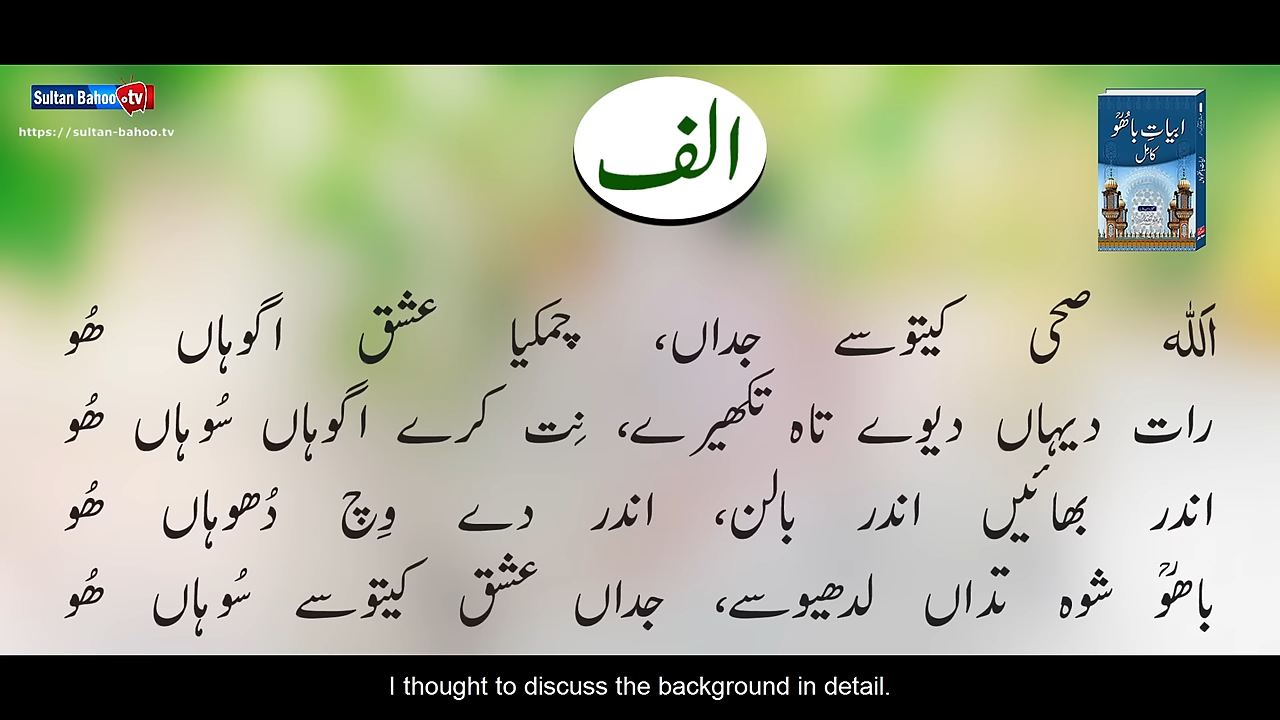 Sultan Bahoo.tv
https://sultan-bahoo.tv
الف
ابیاتِ باھُوؒ
کامل
اَللّٰہ صحی کیتوسے جداں، چمکیا عشق اگوہاں ھُو
رات دیہاں دیوے تاہ تکھیرے، نِت کرے اگوہاں سُوہاں ھُو
اندر بھائیں اندر بالن، اندر دے وِچ دُھوہاں ھُو
باھوؒ شوہ تداں لدھیوسے، جداں عشق کیتوسے سُوہاں ھُو
I thought to discuss the background in detail.